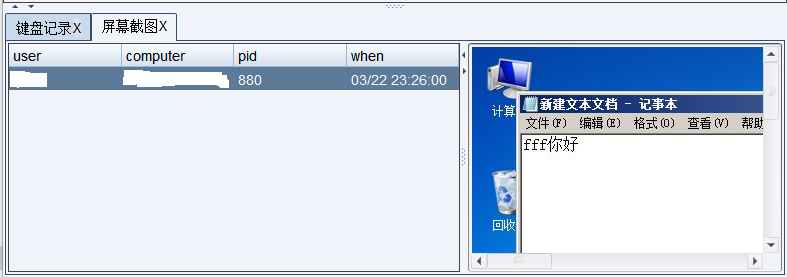 键盘记录X 屏幕截图X
user computer pid when
880 03/22 23:26:00
计算
新建文本文档 - 记事本
文件(F) 编辑(E) 格式(O) 查看(V) 帮助
fff你好
回收